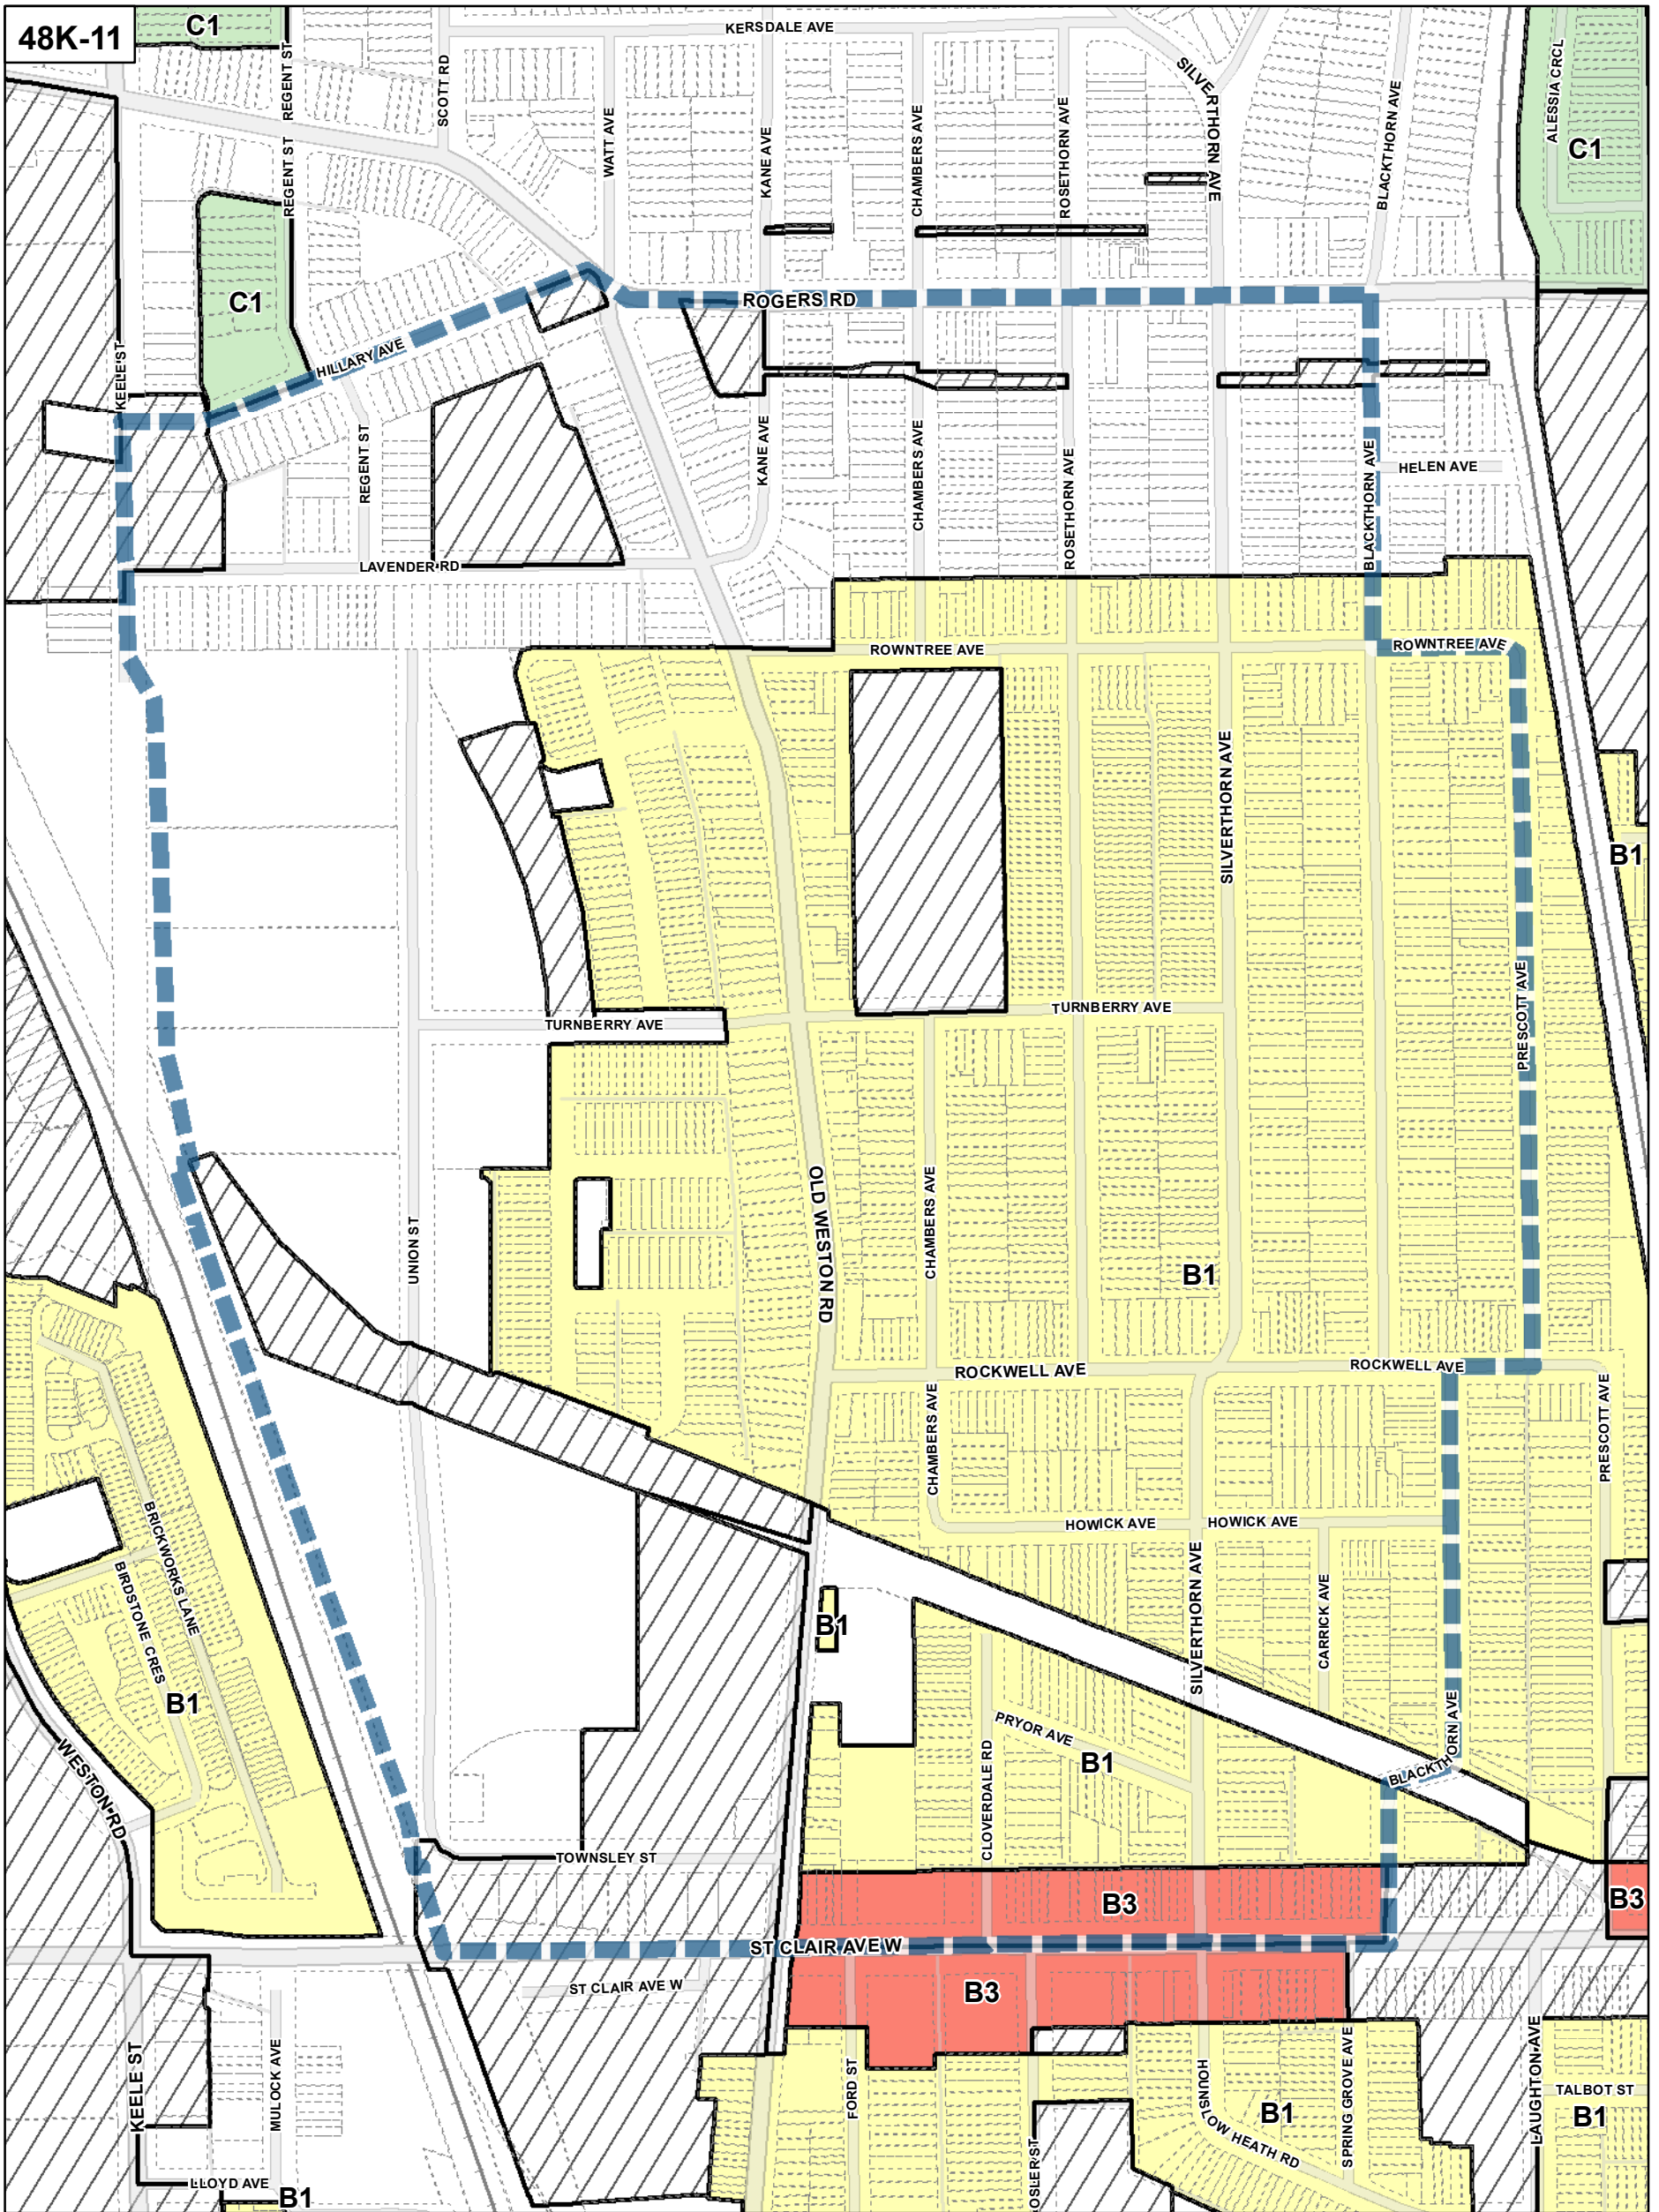 48K-11
C1
REGENT ST
SCOTT RD
KERSDALE AVE
SILVERTHORN AVE
WATT AVE
KANE AVE
CHAMBERS AVE
ROSETHORN AVE
BLACKTHORN AVE
ALESSIA CRCL
C1
REGENT ST
C1
ROGERS RD
HILLARY AVE
KEELE ST
REGENT ST
KANE AVE
CHAMBERS AVE
ROSETHORN AVE
BLACKTHORN AVE
HELEN AVE
LAVENDER RD
ROWNTREE AVE
ROWNTREE AVE
SILVERTHORN AVE
B1
PRESCOTT AVE
TURNBERRY AVE
TURNBERRY AVE
OLD WESTON RD
CHAMBERS AVE
UNION ST
B1
ROCKWELL AVE
ROCKWELL AVE
CHAMBERS AVE
PRESCOTT AVE
HOWICK AVE
HOWICK AVE
BRICKWORKS LANE
BIRDSTONE CRES
B1
SILVERTHORN AVE
CARRICK AVE
B1
PRYOR AVE
B1
CLOVERDALE RD
BLACKTHORN AVE
WESTON RD
TOWNSLEY ST
B3
B3
ST CLAIR AVE W
ST CLAIR AVE W
B3
KEELE ST
MULOCK AVE
FORD ST
OSLER ST
HOUNSLOW HEATH RD
B1
SPRING GROVE AVE
LAUGHTON AVE
TALBOT ST
B1
LLOYD AVE
B1